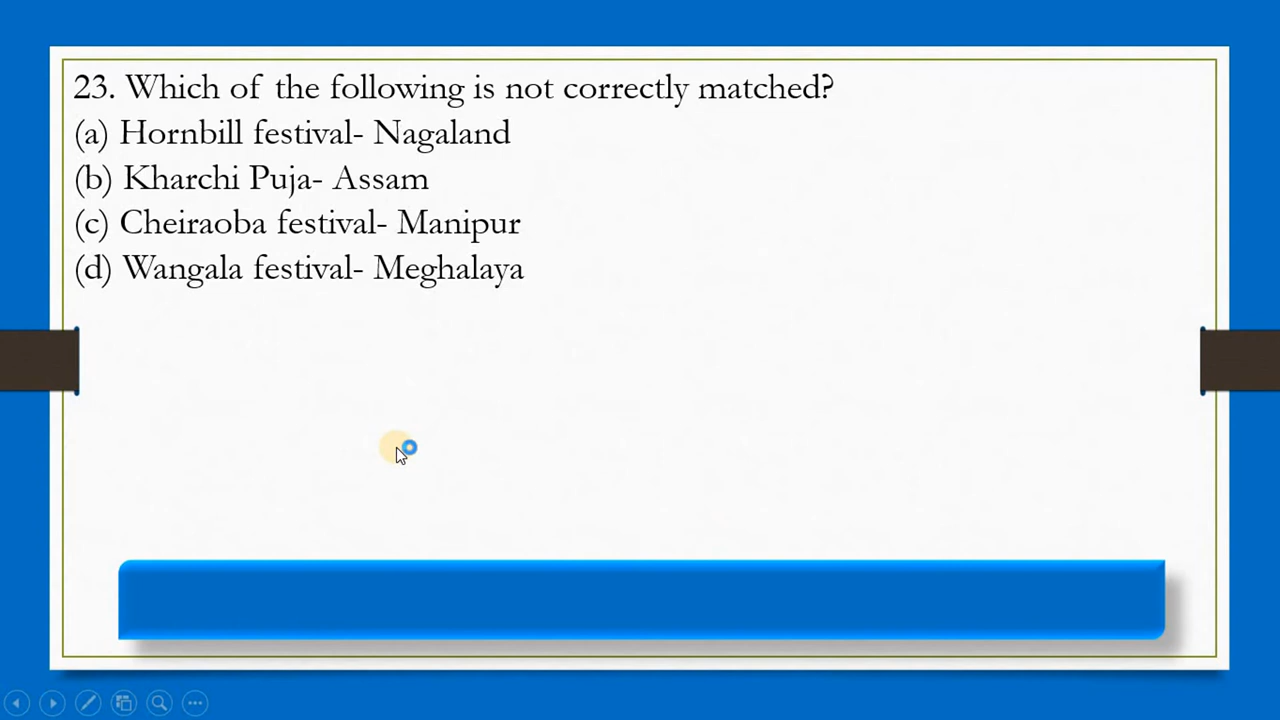 23. Which of the following is not correctly matched?
(a) Hornbill festival- Nagaland
(b) Kharchi Puja- Assam
(c) Cheiraoba festival- Manipur
(d) Wangala festival- Meghalaya